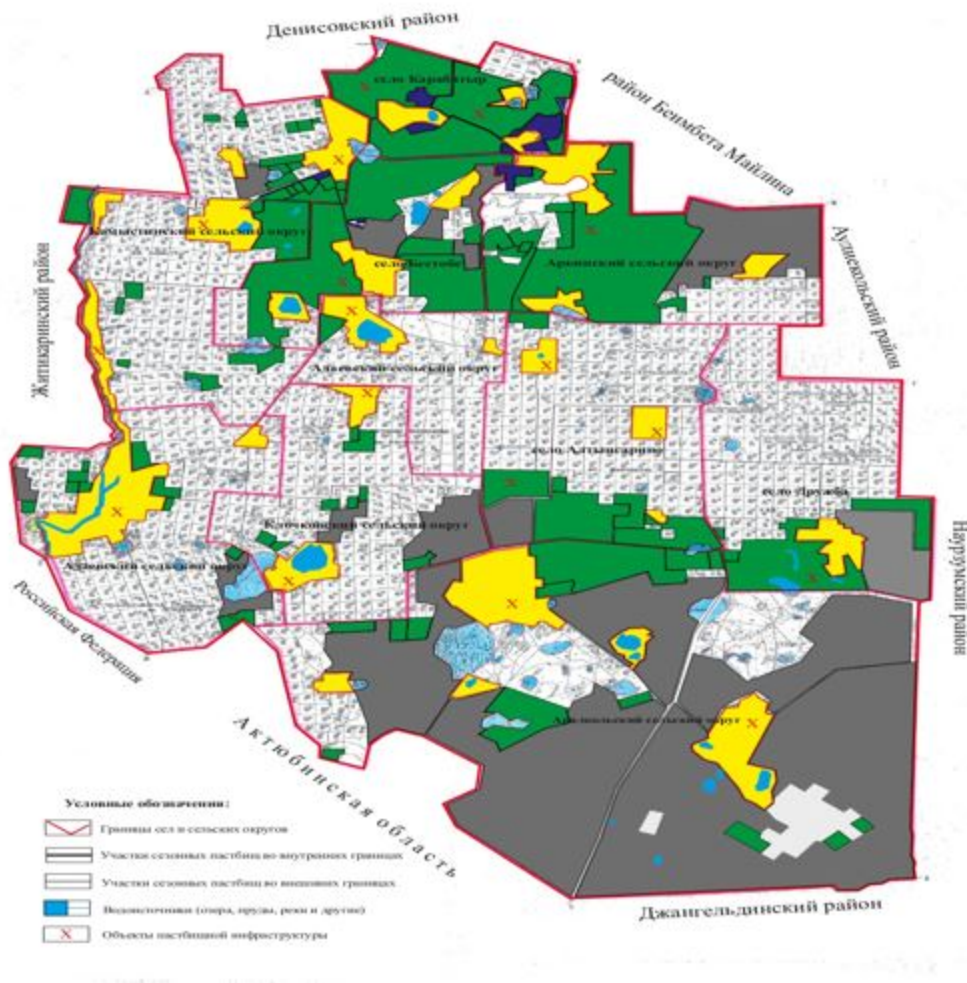 Денисовский район
село Карабатыр
район Беимбета Майлина
Камыстинский сельский округ
село Бестобе
Аркинский сельский округ
Аулиекольский район
Житикаринский район
Адаевский сельский округ
село Алтынсарино
село Дружба
Клочковский сельский округ
сельский округ
Наурзумский район
Российская Федерация
сельский округ
Актюбинская область
Условные обозначения:
Границы сел и сельских округов
Участки сезонных пастбищ во внутренних границах
Участки сезонных пастбищ во внешних границах
Водоисточники (озера, пруды, реки и другие)
X Объекты пастбищной инфраструктуры
Джангельдинский район